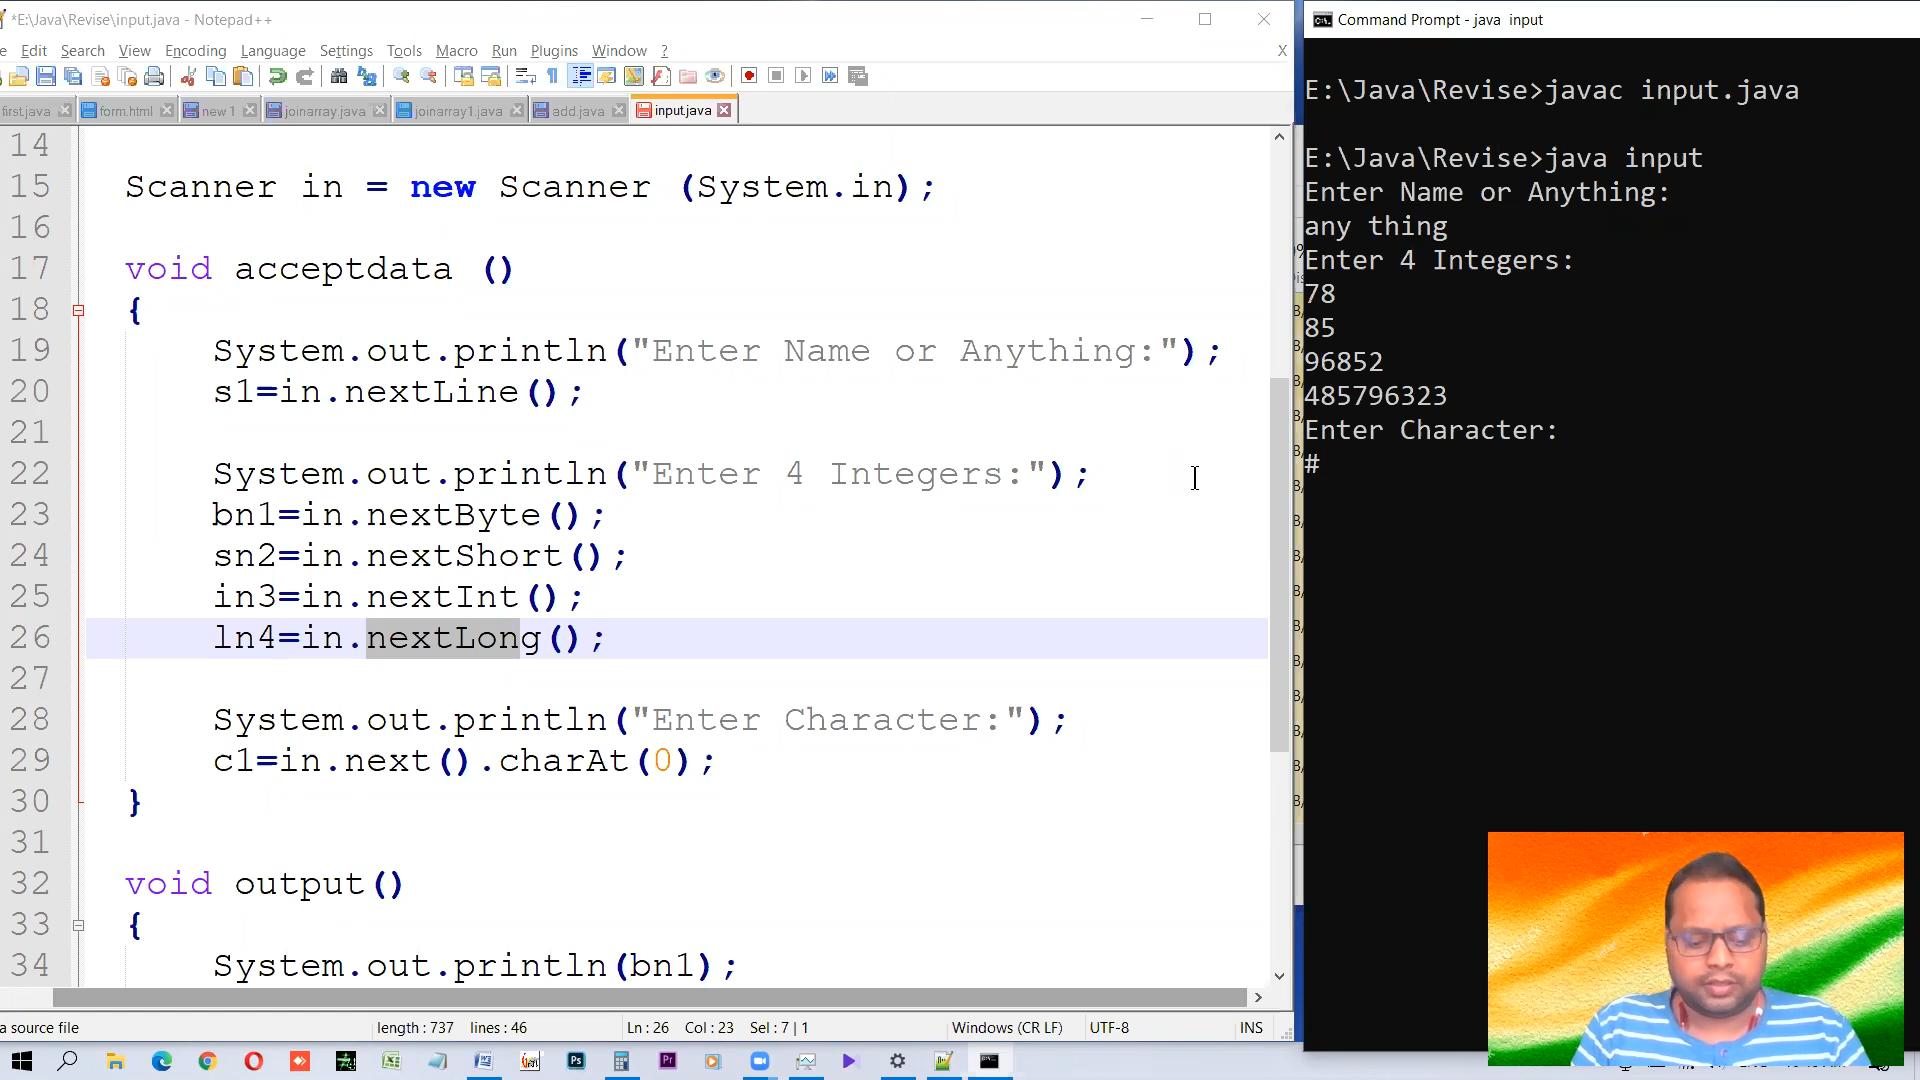 *E:\Java\Revise\input.java - Notepad++
Edit Search View Encoding Language Settings Tools Macro Run Plugins Window ? X
first.java form.html new 1 joinarray.java joinarray1.java add.java input.java
14
15 Scanner in = new Scanner (System.in);
16
17 void acceptdata ()
18 {
19 System.out.println("Enter Name or Anything:");
20 s1=in.nextLine();
21
22 System.out.println("Enter 4 Integers:");
23 bn1=in.nextByte();
24 sn2=in.nextShort();
25 in3=in.nextInt();
26 ln4=in.nextLong();
27
28 System.out.println("Enter Character:");
29 c1=in.next().charAt(0);
30 }
31
32 void output()
33 {
34 System.out.println(bn1);
a source file length : 737 lines : 46 Ln : 26 Col : 23 Sel : 7 | 1 Windows (CR LF) UTF-8 INS
Command Prompt - java input
E:\Java\Revise>javac input.java
E:\Java\Revise>java input
Enter Name or Anything:
any thing
Enter 4 Integers:
78
85
96852
485796323
Enter Character:
#